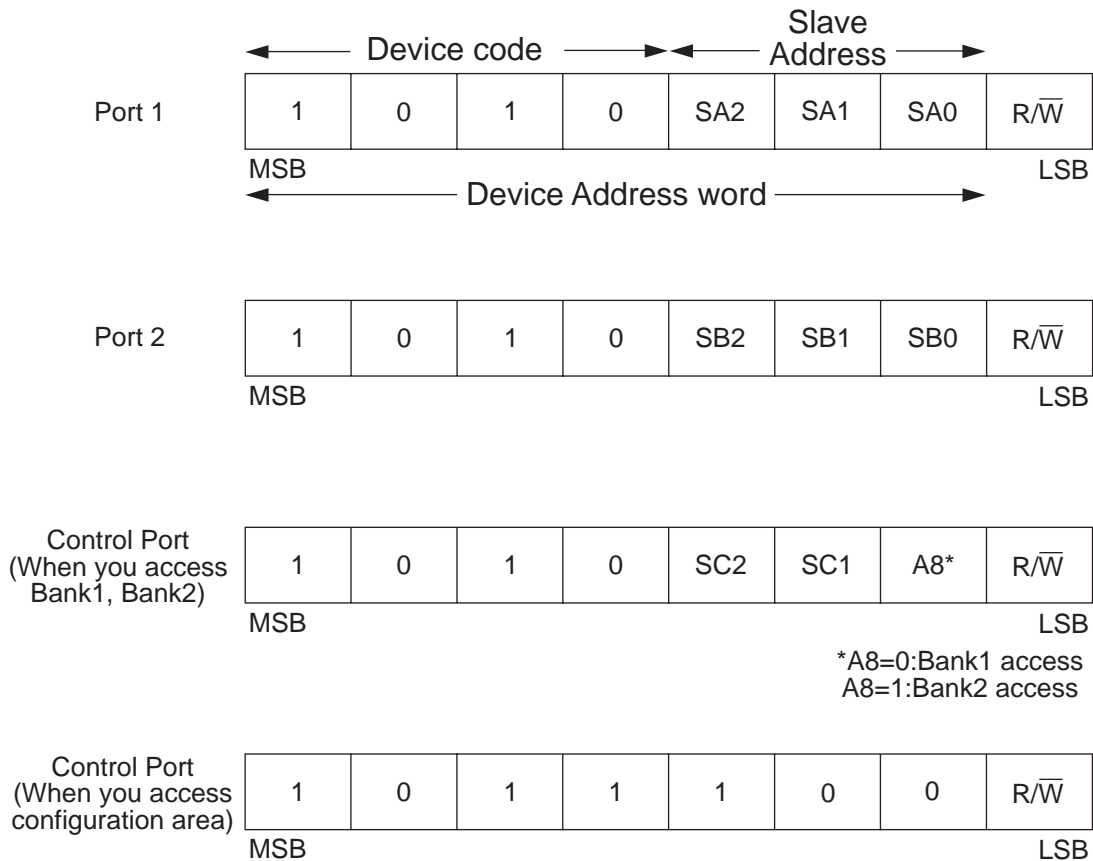 Device code
Slave
Address
Port 1
1 0 1 0 SA2 SA1 SA0 R/W̅
MSB LSB
Device Address word
Port 2
1 0 1 0 SB2 SB1 SB0 R/W̅
MSB LSB
Control Port
(When you access
Bank1, Bank2)
1 0 1 0 SC2 SC1 A8* R/W̅
MSB LSB
*A8=0:Bank1 access
A8=1:Bank2 access
Control Port
(When you access
configuration area)
1 0 1 1 1 0 0 R/W̅
MSB LSB